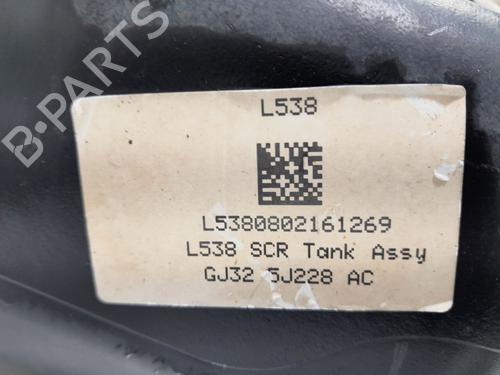 B-PARTS
L538
L5380802161269
L538 SCR Tank Assy
GJ32 5J228 AC